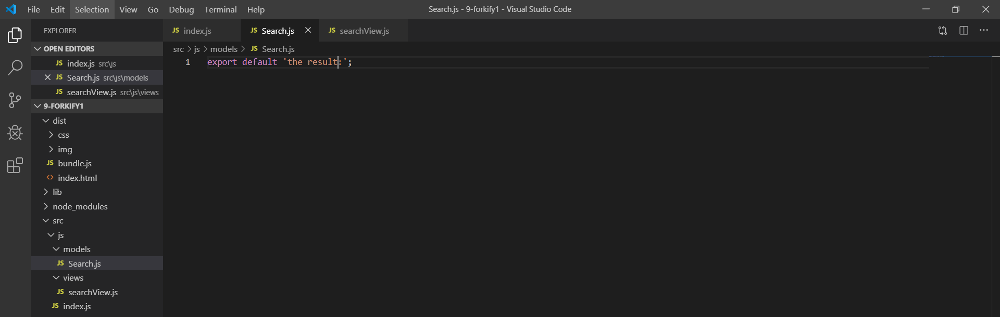 File Edit Selection View Go Debug Terminal Help
Search.js - 9-forkify1 - Visual Studio Code
EXPLORER
OPEN EDITORS
JS index.js src\js
JS Search.js src\js\models
JS searchView.js src\js\views
9-FORKIFY1
dist
css
img
JS bundle.js
<> index.html
lib
node_modules
src
js
models
JS Search.js
views
JS searchView.js
JS index.js
JS index.js JS Search.js JS searchView.js
src > js > models > JS Search.js
1 export default 'the result:';